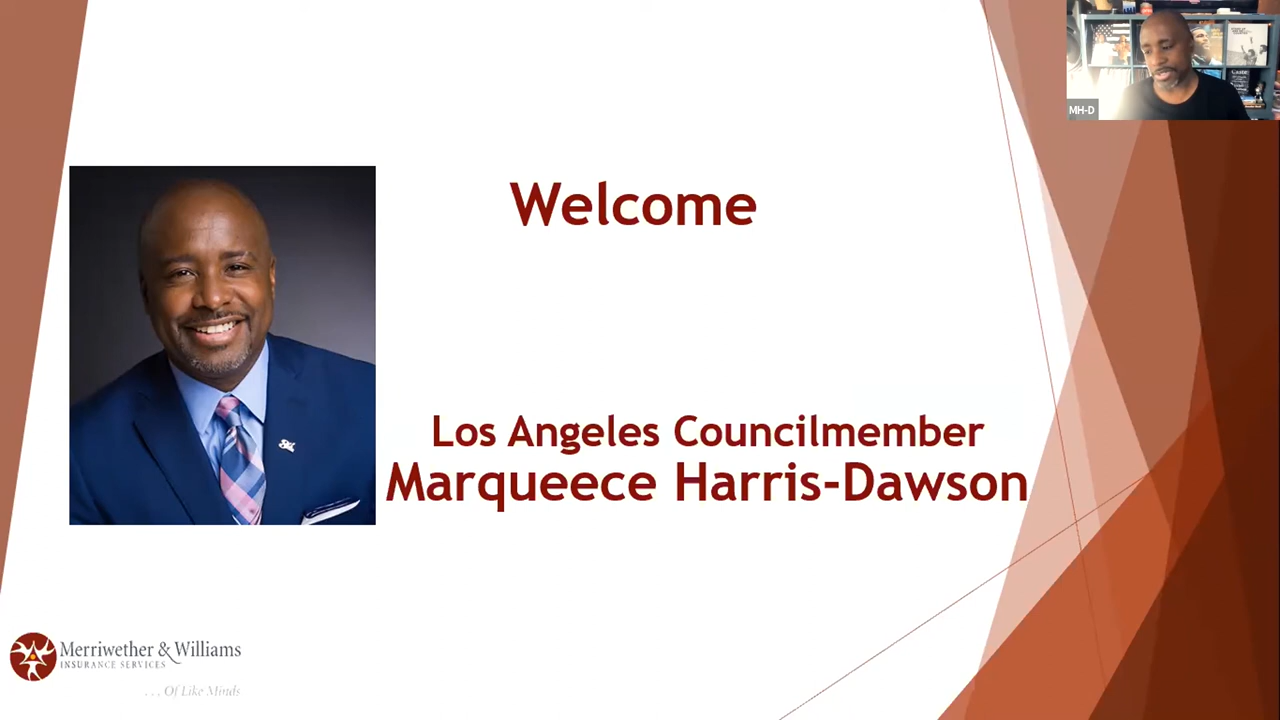 MH-D
Welcome
Los Angeles Councilmember
Marqueece Harris-Dawson
Merriwether & Williams
INSURANCE SERVICES
... Of Like Minds